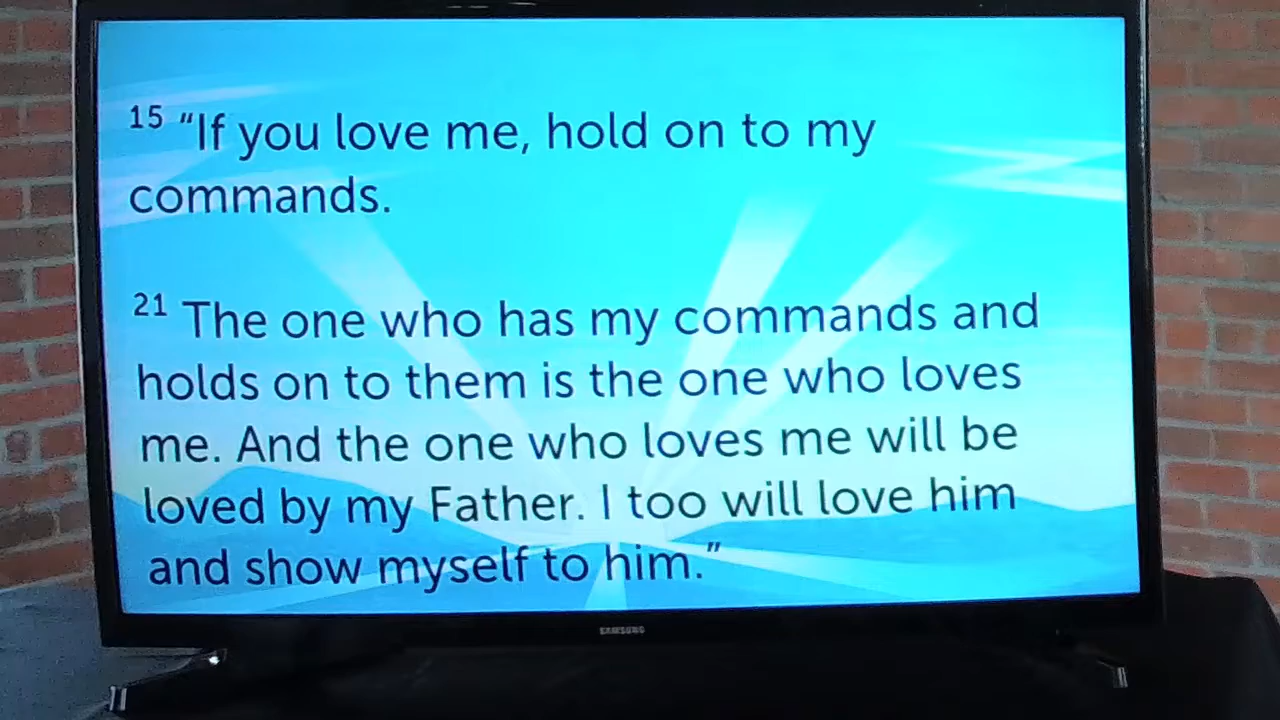 15 “If you love me, hold on to my
commands.
21 The one who has my commands and
holds on to them is the one who loves
me. And the one who loves me will be
loved by my Father. I too will love him
and show myself to him.”
SAMSUNG